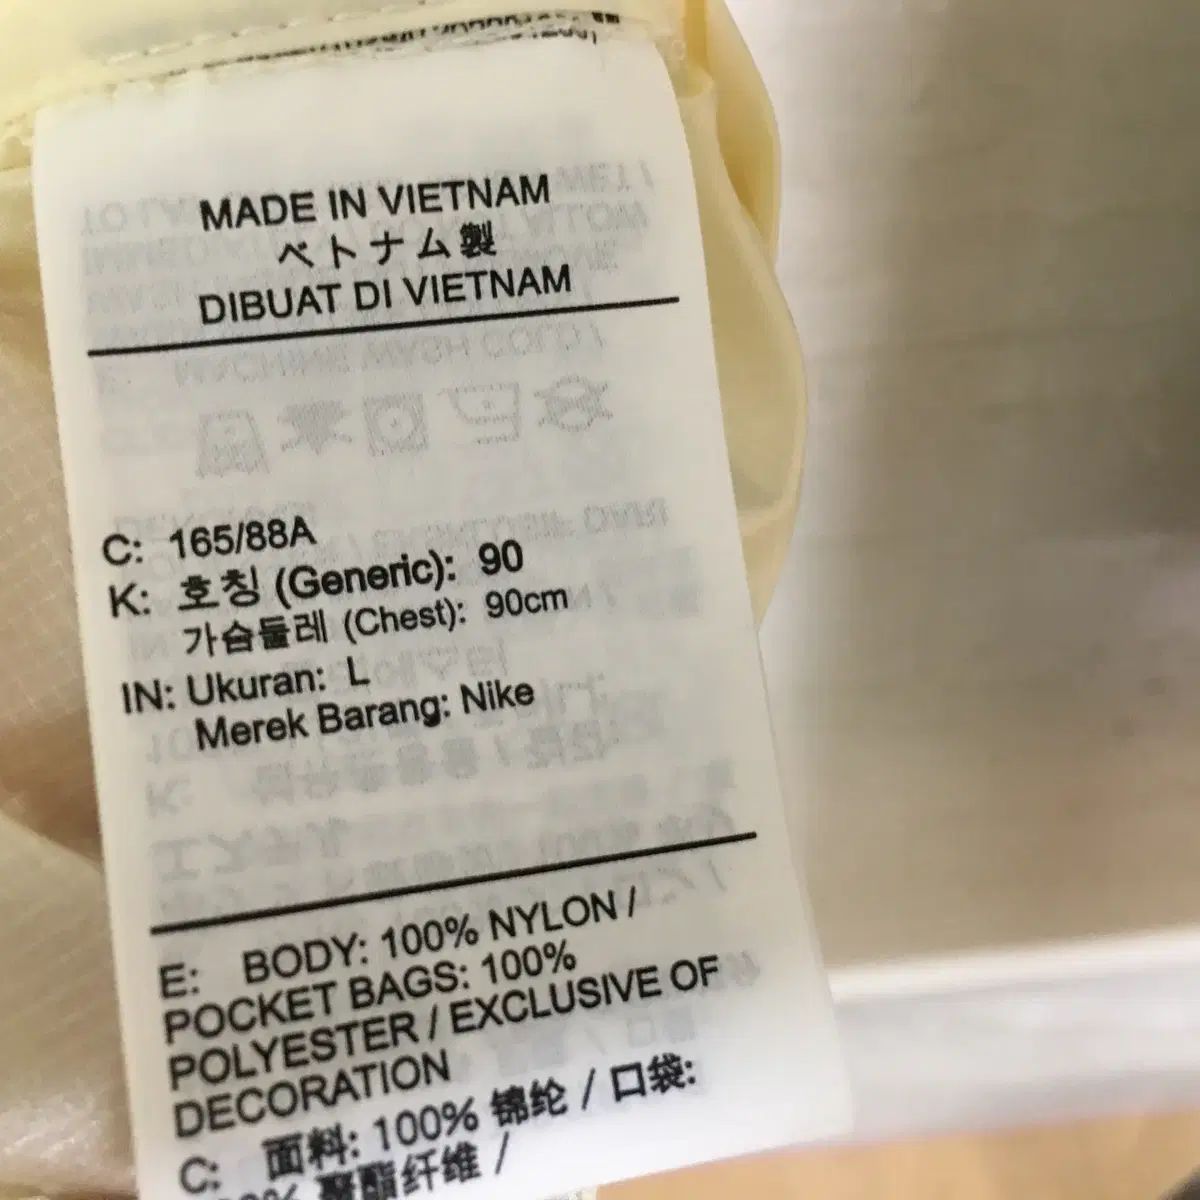 MADE IN VIETNAM
ベトナム製
DIBUAT DI VIETNAM
C: 165/88A
K: 호칭 (Generic): 90
가슴둘레 (Chest): 90cm
IN: Ukuran: L
Merek Barang: Nike
E: BODY: 100% NYLON /
POCKET BAGS: 100%
POLYESTER / EXCLUSIVE OF
DECORATION
C: 面料: 100% 锦纶 / 口袋:
聚酯纤维 /